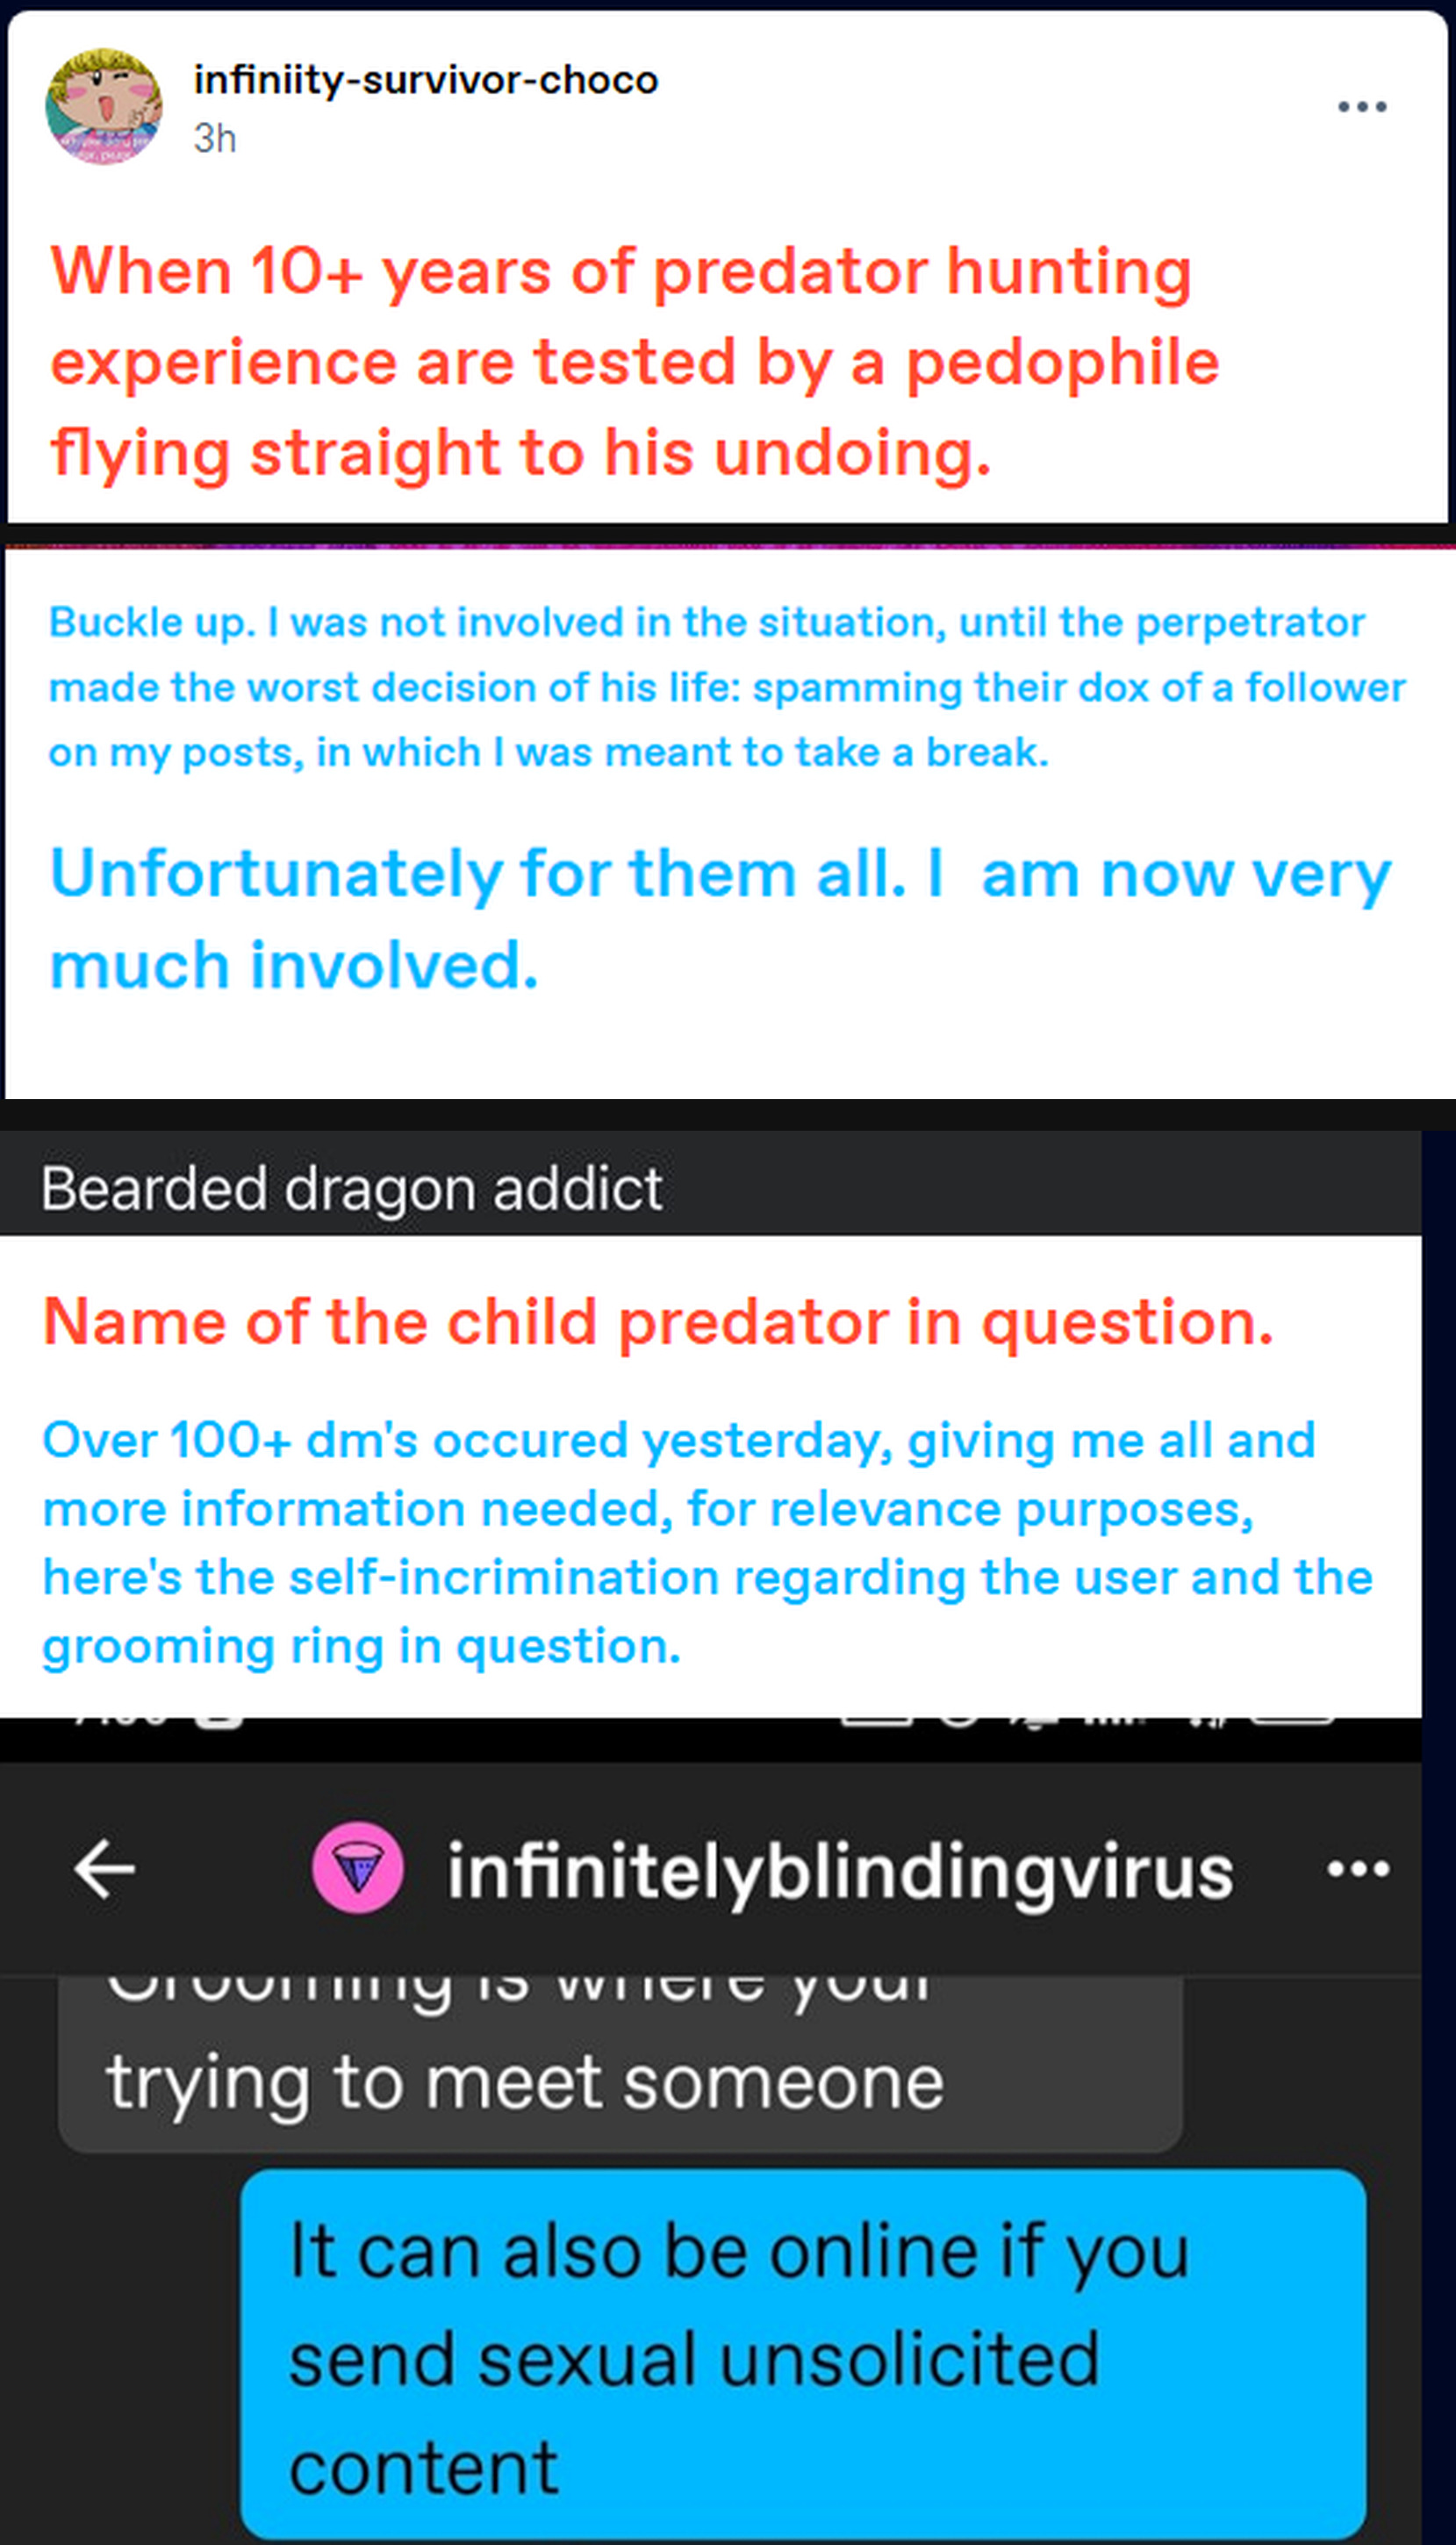 infiniity-survivor-choco
3h
When 10+ years of predator hunting
experience are tested by a pedophile
flying straight to his undoing.
Buckle up. I was not involved in the situation, until the perpetrator
made the worst decision of his life: spamming their dox of a follower
on my posts, in which I was meant to take a break.
Unfortunately for them all. I  am now very
much involved.
Bearded dragon addict
Name of the child predator in question.
Over 100+ dm's occured yesterday, giving me all and
more information needed, for relevance purposes,
here's the self-incrimination regarding the user and the
grooming ring in question.
infinitelyblindingvirus
Grooming is where your
trying to meet someone
It can also be online if you
send sexual unsolicited
content